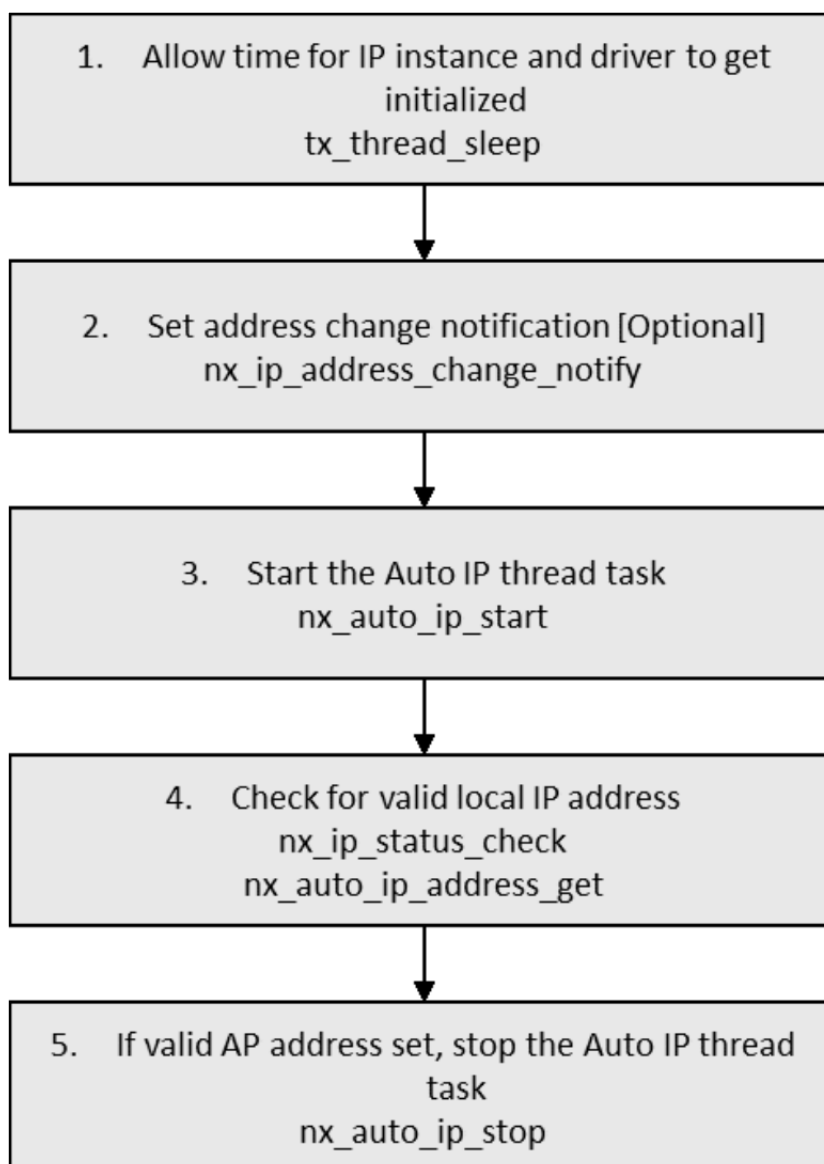 1. Allow time for IP instance and driver to get
initialized
tx_thread_sleep
2. Set address change notification [Optional]
nx_ip_address_change_notify
3. Start the Auto IP thread task
nx_auto_ip_start
4. Check for valid local IP address
nx_ip_status_check
nx_auto_ip_address_get
5. If valid AP address set, stop the Auto IP thread
task
nx_auto_ip_stop